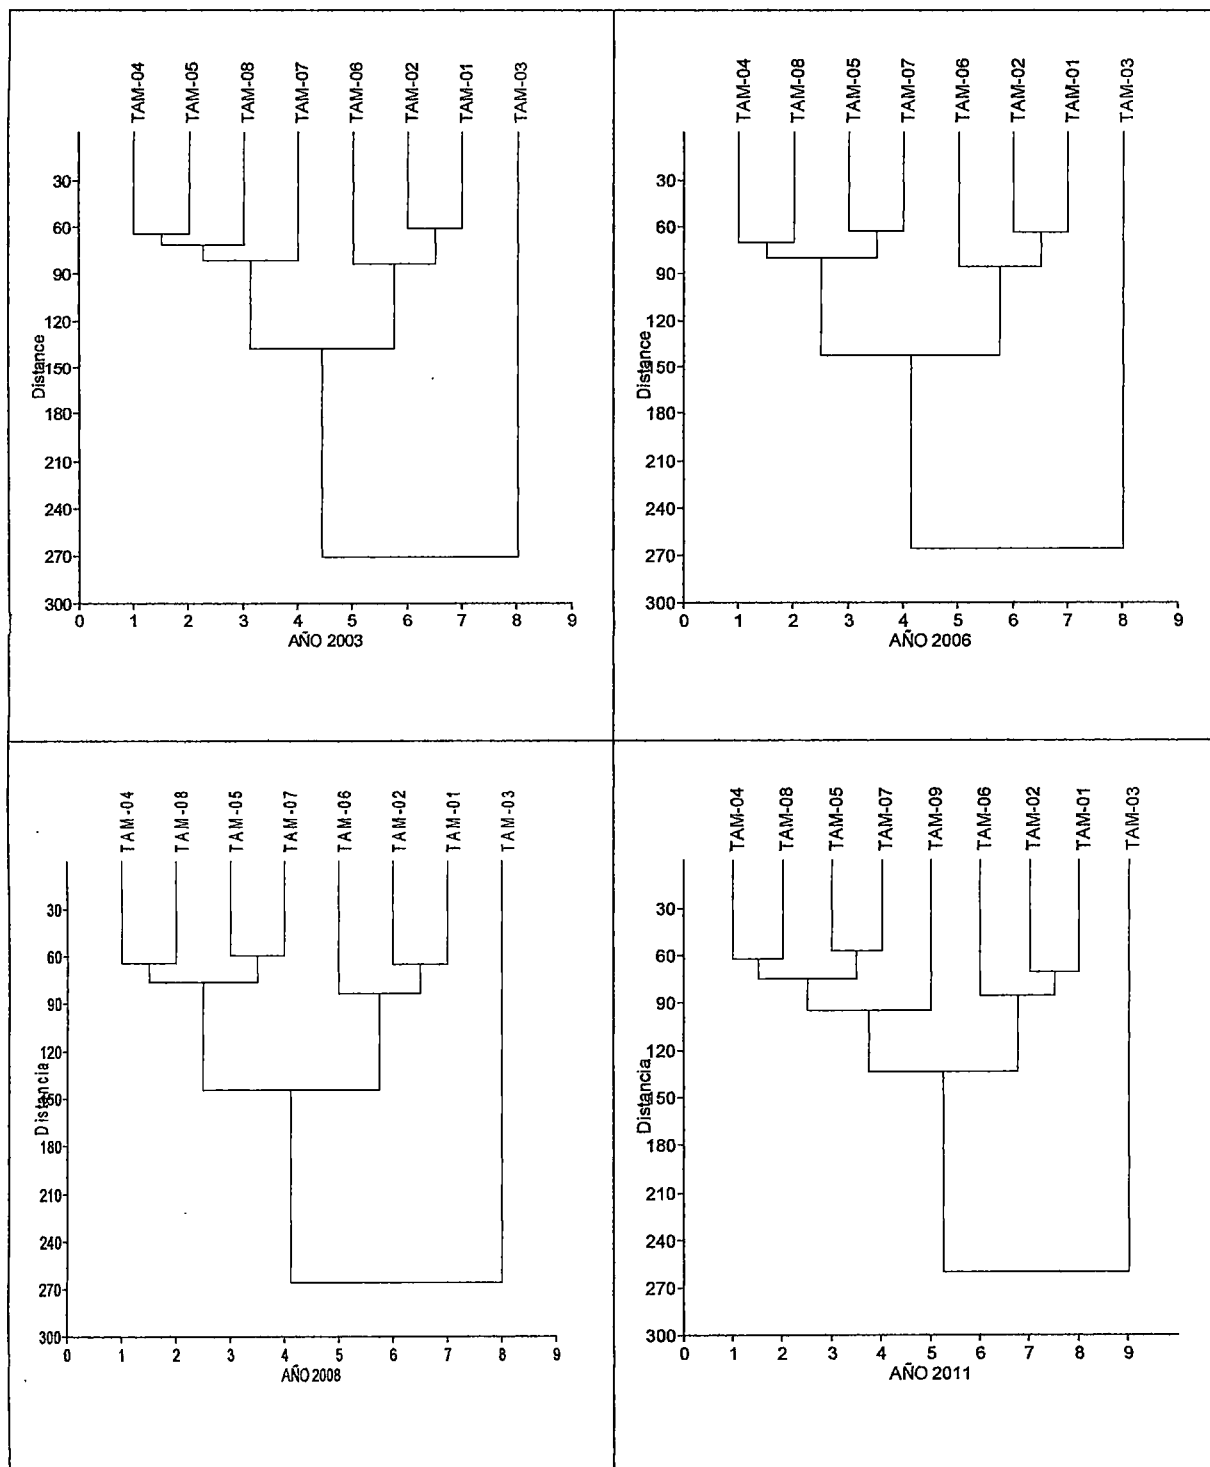 TAM-04 TAM-05 TAM-08 TAM-07 TAM-06 TAM-02 TAM-01 TAM-03
30
60
90
120
150
180
210
240
270
300
Distance
0 1 2 3 4 5 6 7 8 9
AÑO 2003
TAM-04 TAM-08 TAM-05 TAM-07 TAM-06 TAM-02 TAM-01 TAM-03
30
60
90
120
150
180
210
240
270
300
Distance
0 1 2 3 4 5 6 7 8 9
AÑO 2006
TAM-04 TAM-08 TAM-05 TAM-07 TAM-06 TAM-02 TAM-01 TAM-03
30
60
90
120
150
180
210
240
270
300
Distancia
0 1 2 3 4 5 6 7 8 9
AÑO 2008
TAM-04 TAM-08 TAM-05 TAM-07 TAM-09 TAM-06 TAM-02 TAM-01 TAM-03
30
60
90
120
150
180
210
240
270
300
Distancia
0 1 2 3 4 5 6 7 8 9
AÑO 2011